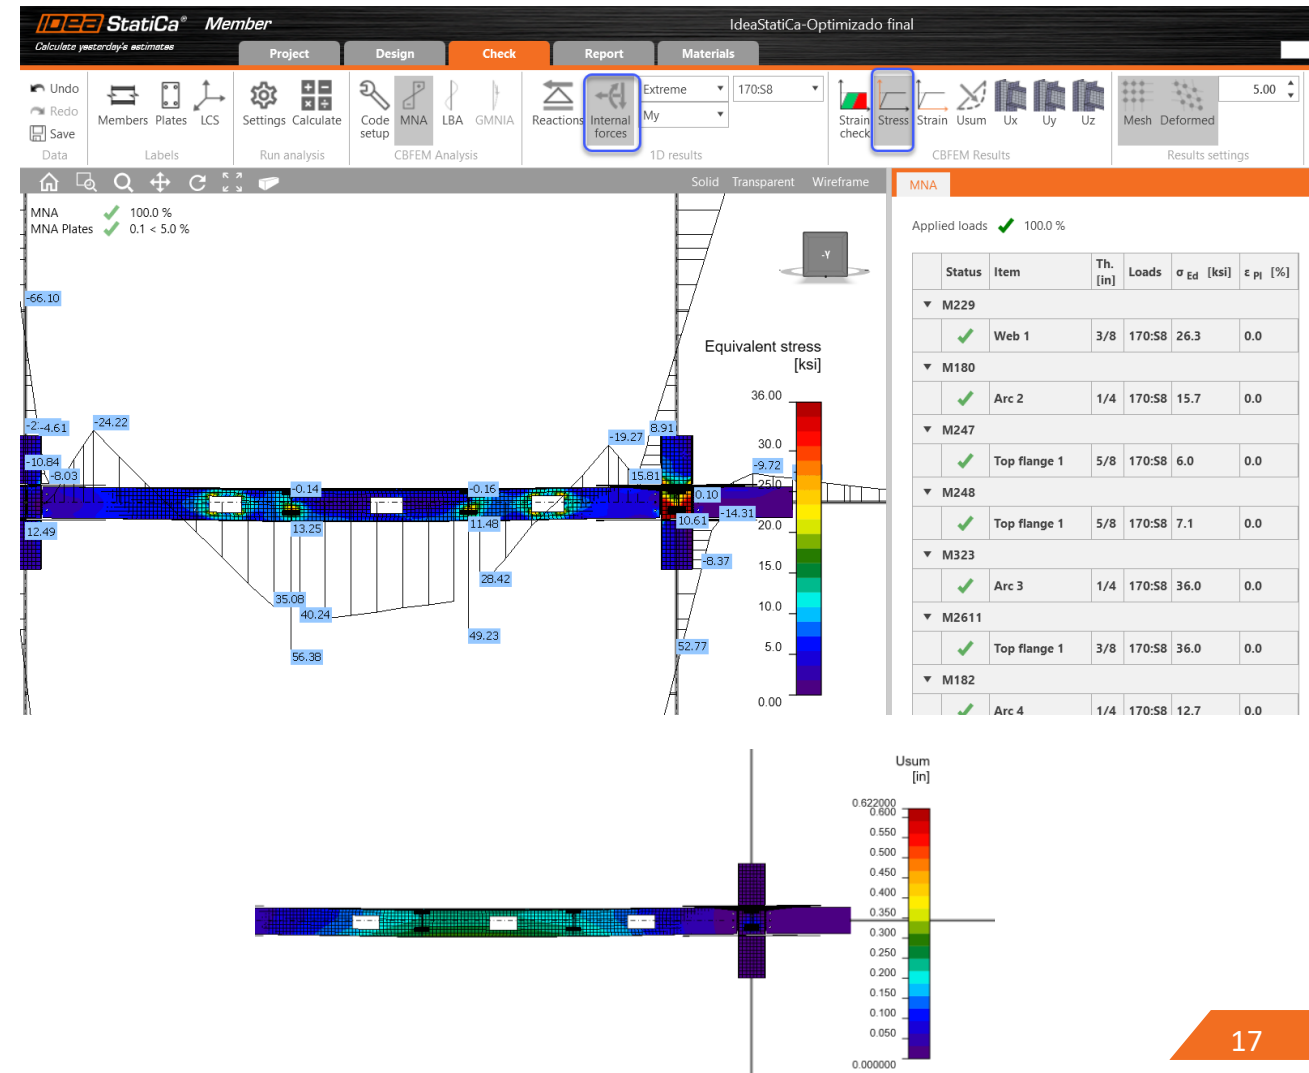 IDEA StatiCa® Member
IdeaStatiCa-Optimizado final
Calculate yesterday's estimates
Project Design Check Report Materials
Undo
Redo
Save
Members Plates LCS
Settings Calculate
Code setup MNA LBA GMNIA
Reactions Internal forces
Extreme 170:S8
My
Strain check Stress Strain Usum Ux Uy Uz
Mesh Deformed
5.00
Data Labels Run analysis CBFEM Analysis 1D results CBFEM Results Results settings
Solid Transparent Wireframe
MNA 100.0 %
MNA Plates 0.1 < 5.0 %
-Y
-66.10
-4.61
-24.22
-10.84
-8.03
12.49
-0.14
13.25
35.08
40.24
56.38
-0.16
11.48
28.42
49.23
-19.27
8.91
15.81
-9.72
0.10
-14.31
10.61
-8.37
52.77
Equivalent stress
[ksi]
36.00
30.0
25.0
20.0
15.0
10.0
5.0
0.00
MNA
Applied loads 100.0 %
Status Item Th. [in] Loads σ Ed [ksi] ε Pl [%]
M229
Web 1 3/8 170:S8 26.3 0.0
M180
Arc 2 1/4 170:S8 15.7 0.0
M247
Top flange 1 5/8 170:S8 6.0 0.0
M248
Top flange 1 5/8 170:S8 7.1 0.0
M323
Arc 3 1/4 170:S8 36.0 0.0
M2611
Top flange 1 3/8 170:S8 36.0 0.0
M182
Arc 4 1/4 170:S8 12.7 0.0
Usum
[in]
0.622000
0.600
0.550
0.500
0.450
0.400
0.350
0.300
0.250
0.200
0.150
0.100
0.050
0.000000
17